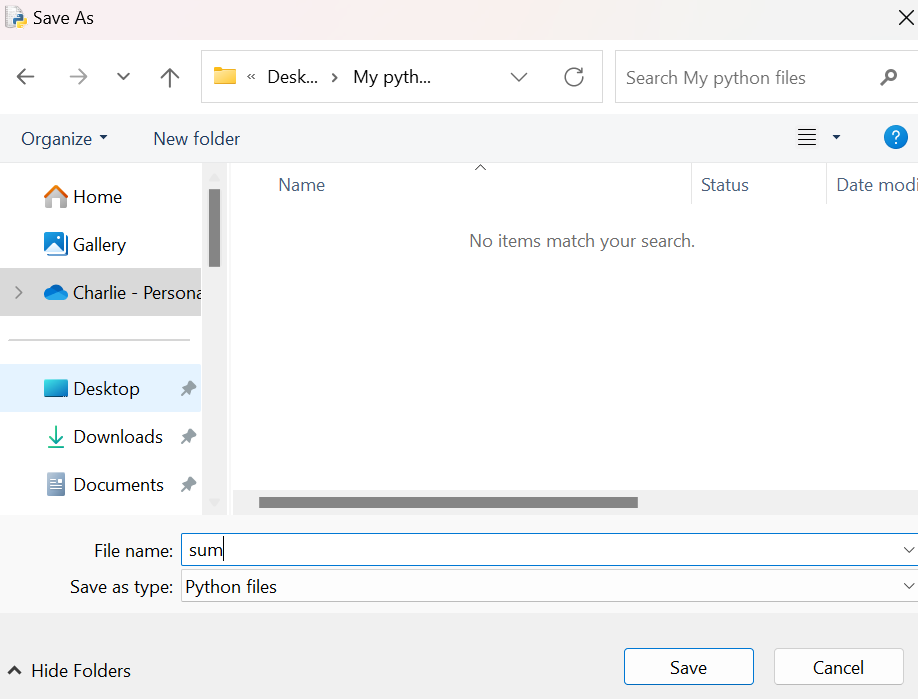 Save As
« Desk... > My pyth...
Search My python files
Organize
New folder
?
Name
Status
Date modi
Home
No items match your search.
Gallery
Charlie - Persona
Desktop
Downloads
Documents
File name: sum
Save as type: Python files
Hide Folders
Save
Cancel